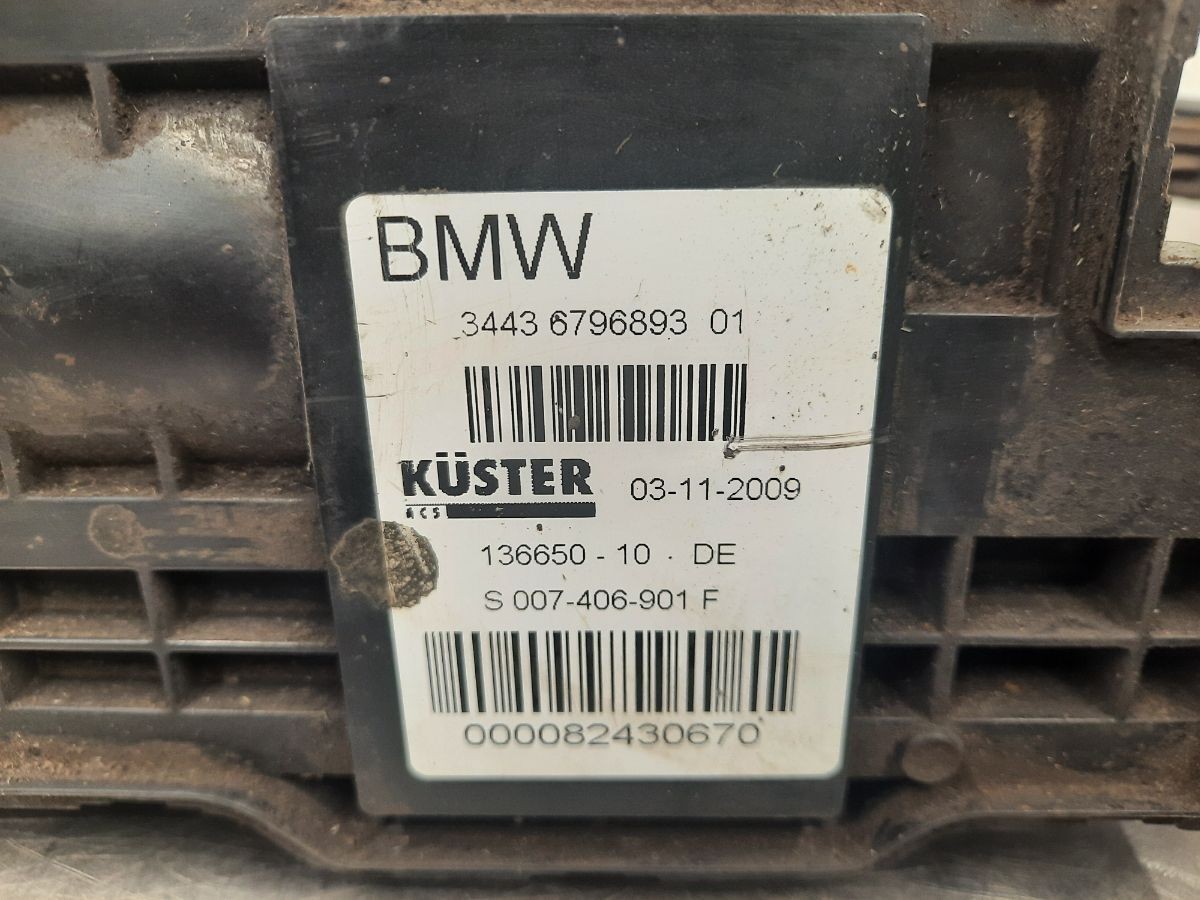 BMW
3443 6796893 01
KÜSTER
ACS
03-11-2009
136650 - 10 . DE
S 007-406-901 F
000082430670